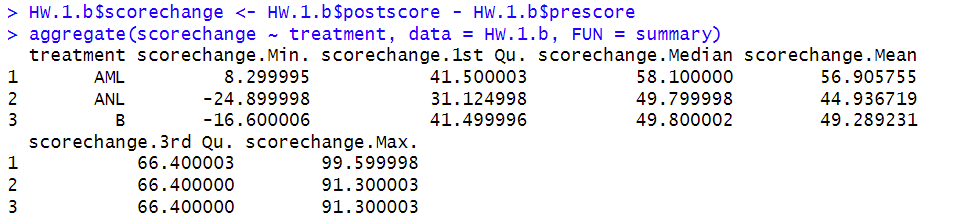 > HW.1.b$scorechange <- HW.1.b$postscore - HW.1.b$prescore
> aggregate(scorechange ~ treatment, data = HW.1.b, FUN = summary)
  treatment scorechange.Min. scorechange.1st Qu. scorechange.Median scorechange.Mean
1       AML         8.299995           41.500003          58.100000        56.905755
2       ANL       -24.899998           31.124998          49.799998        44.936719
3         B       -16.600006           41.499996          49.800002        49.289231
  scorechange.3rd Qu. scorechange.Max.
1           66.400003        99.599998
2           66.400000        91.300003
3           66.400000        91.300003